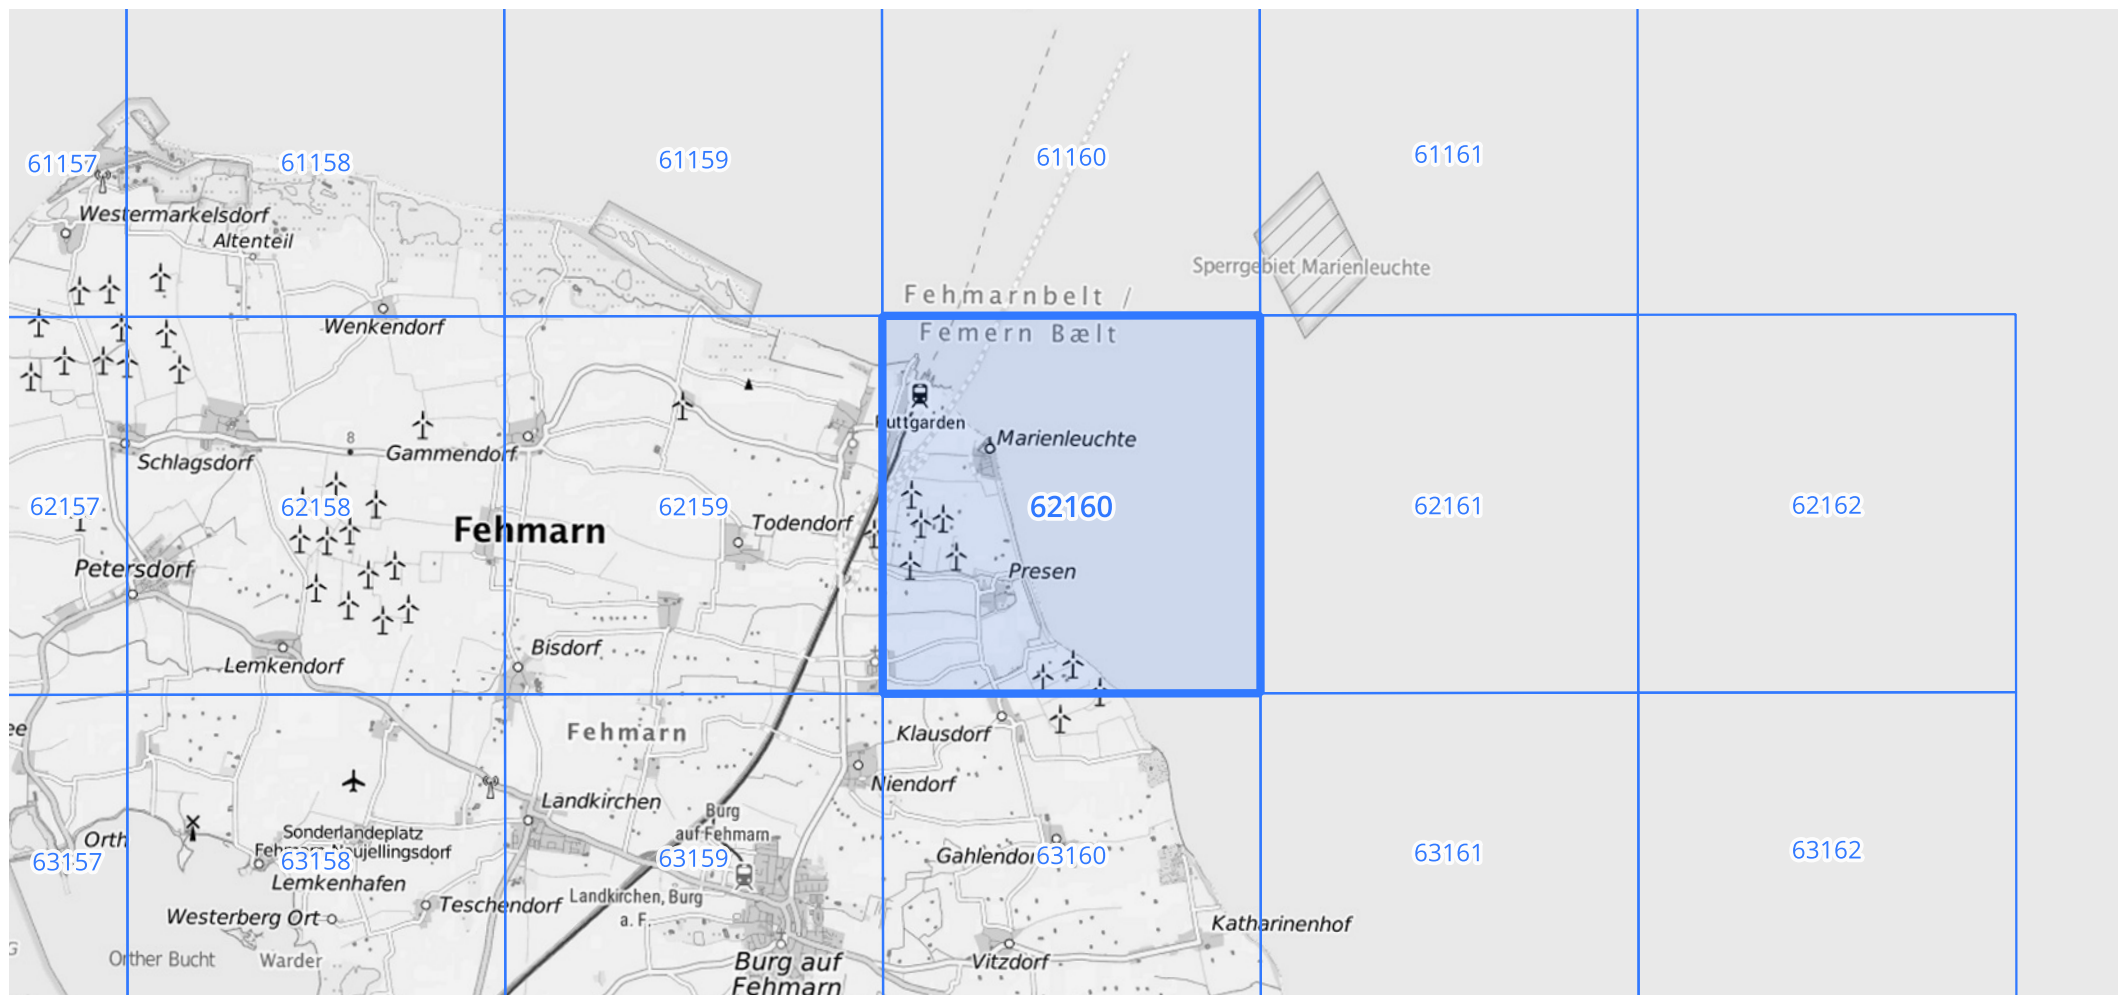 61157
61158
61159
61160
61161
Westermarkelsdorf
Altenteil
Sperrgebiet Marienleuchte
Fehmarnbelt /
Femern Bælt
Wenkendorf
Puttgarden
Marienleuchte
8
Gammendorf
Schlagsdorf
62157
62158
62159
62160
62161
62162
Fehmarn
Todendorf
Petersdorf
Presen
Bisdorf
Lemkendorf
Fehmarn
Klausdorf
Niendorf
Landkirchen
Burg
auf Fehmarn
Orth
Sonderlandeplatz
Fehmarn-Neujellingsdorf
63157
63158
63159
Gahlendorf
63160
63161
63162
Lemkenhafen
Teschendorf
Landkirchen, Burg
a. F.
Westerberg Ort
Katharinenhof
Orther Bucht
Warder
Vitzdorf
Burg auf
Fehmarn